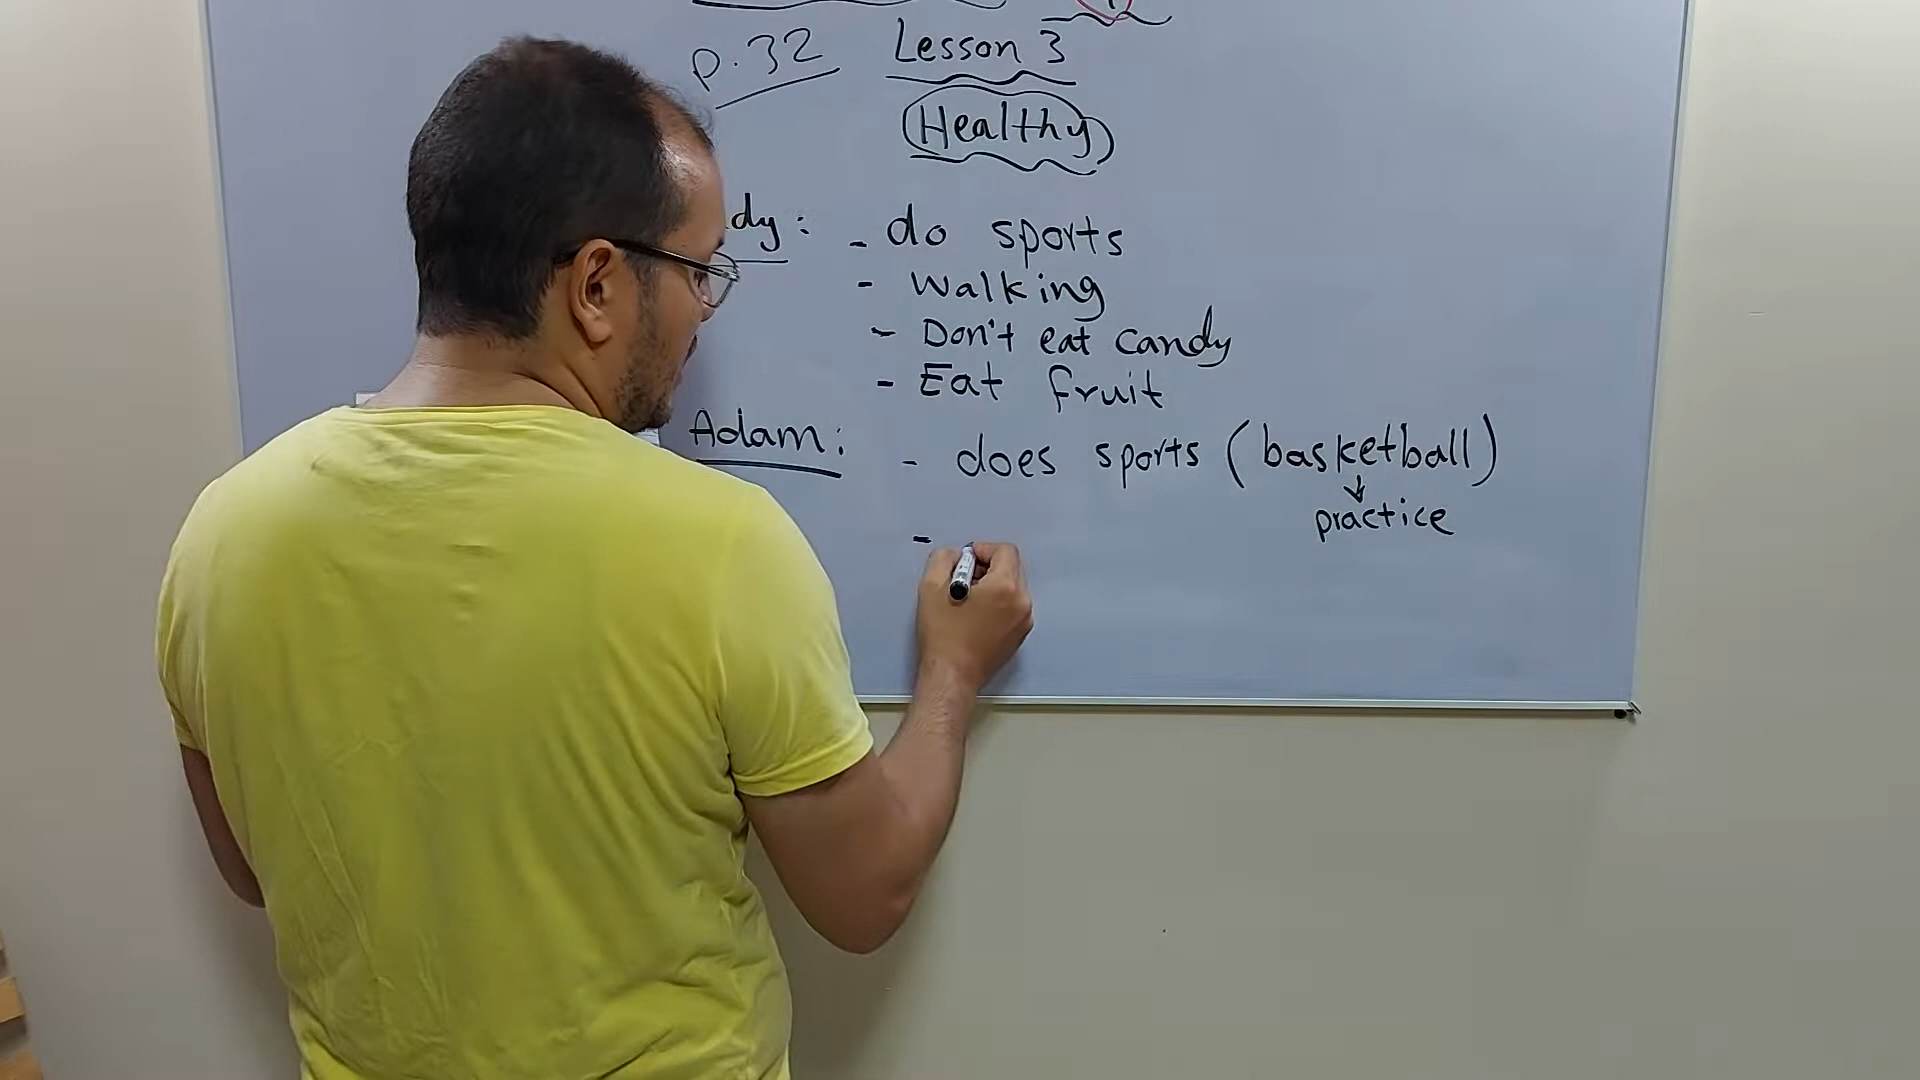 p.32 Lesson 3
Healthy
dy: - do sports
- Walking
- Don't eat candy
- Eat fruit
Adam: - does sports (basketball)
practice
-